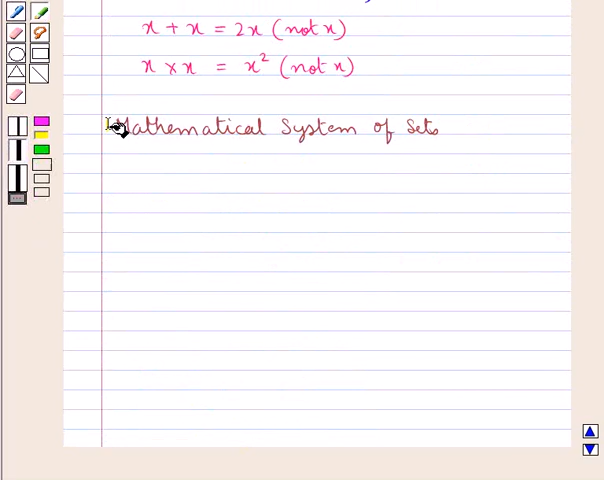 x + x = 2x (not x)
x × x = x² (not x)
Mathematical System of Sets